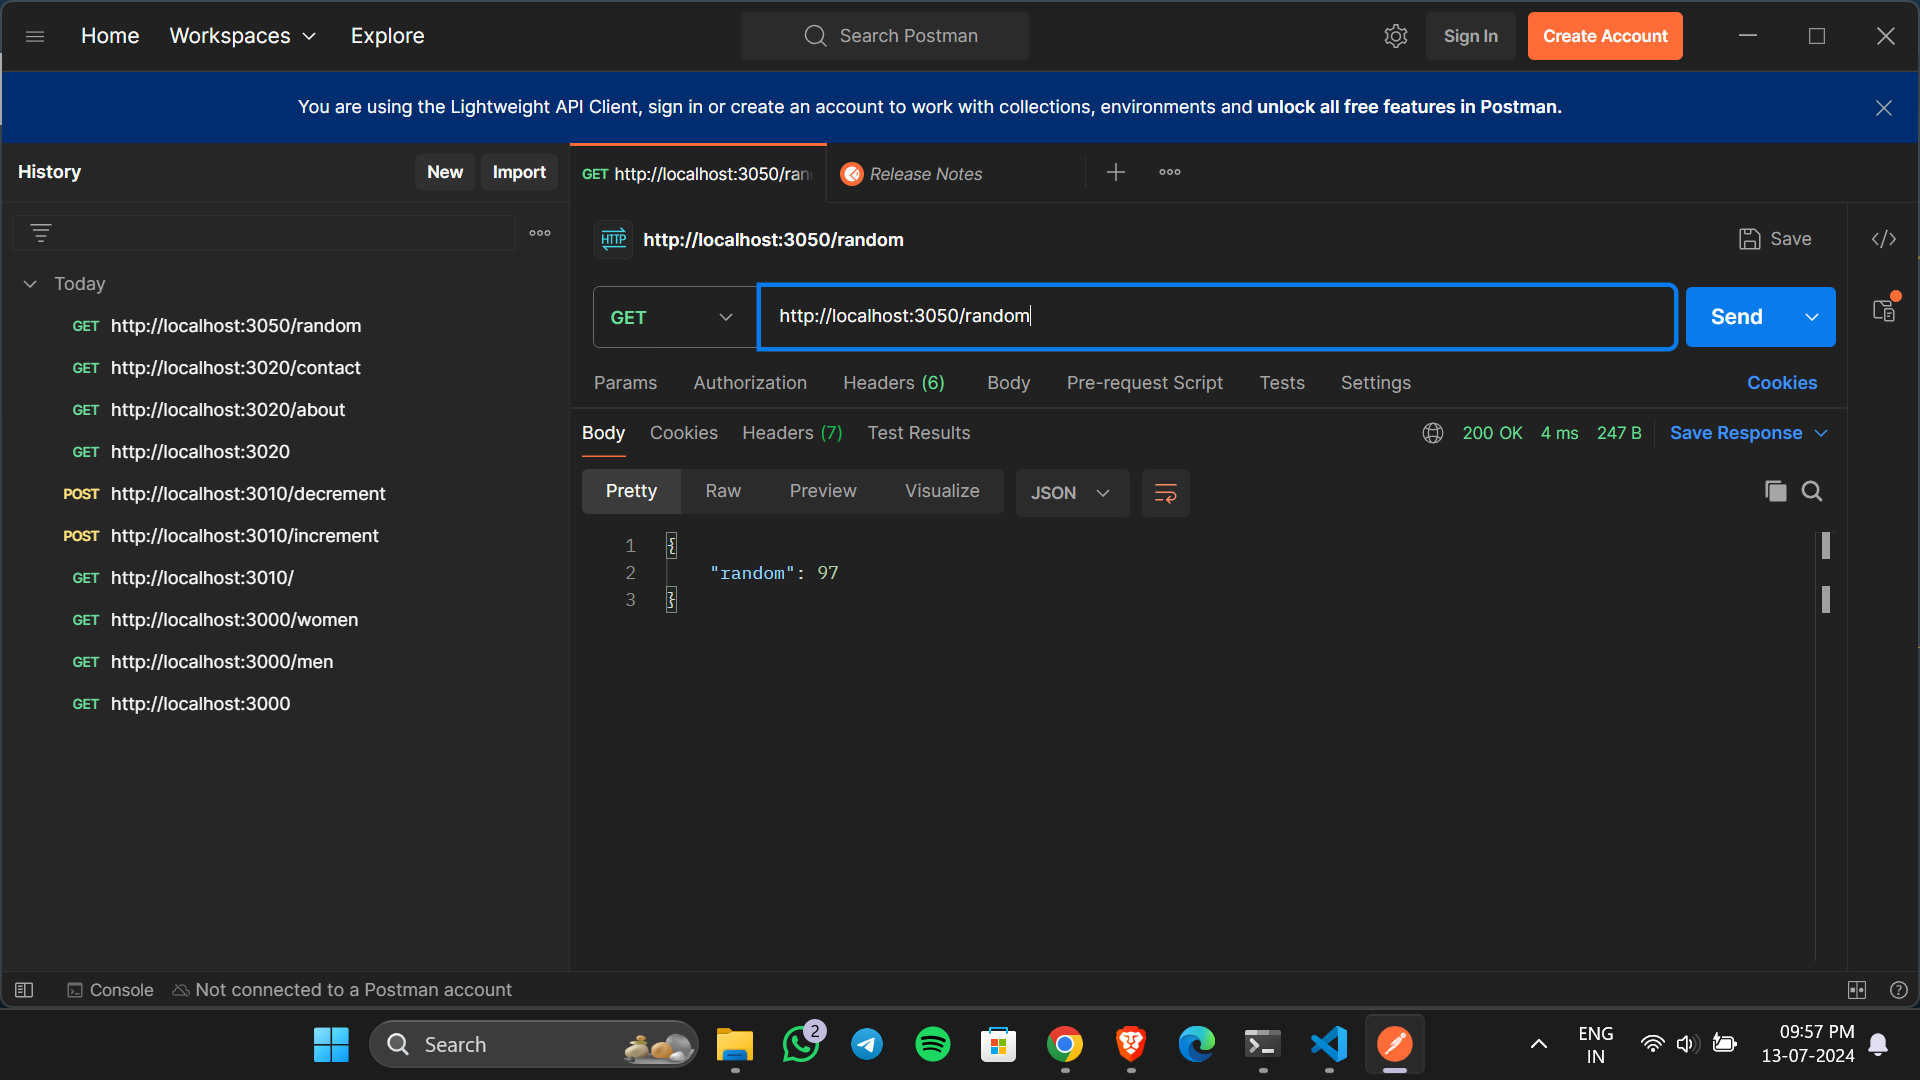 Home Workspaces Explore Search Postman Sign In Create Account
You are using the Lightweight API Client, sign in or create an account to work with collections, environments and unlock all free features in Postman.
History New Import
GET http://localhost:3050/ran Release Notes
HTTP http://localhost:3050/random Save
Today
GET http://localhost:3050/random
GET http://localhost:3020/contact
GET http://localhost:3020/about
GET http://localhost:3020
POST http://localhost:3010/decrement
POST http://localhost:3010/increment
GET http://localhost:3010/
GET http://localhost:3000/women
GET http://localhost:3000/men
GET http://localhost:3000
GET http://localhost:3050/random Send
Params Authorization Headers (6) Body Pre-request Script Tests Settings Cookies
Body Cookies Headers (7) Test Results 200 OK 4 ms 247 B Save Response
Pretty Raw Preview Visualize JSON
1 {
2 "random": 97
3 }
Console Not connected to a Postman account
Search 2 ENG IN 09:57 PM
13-07-2024